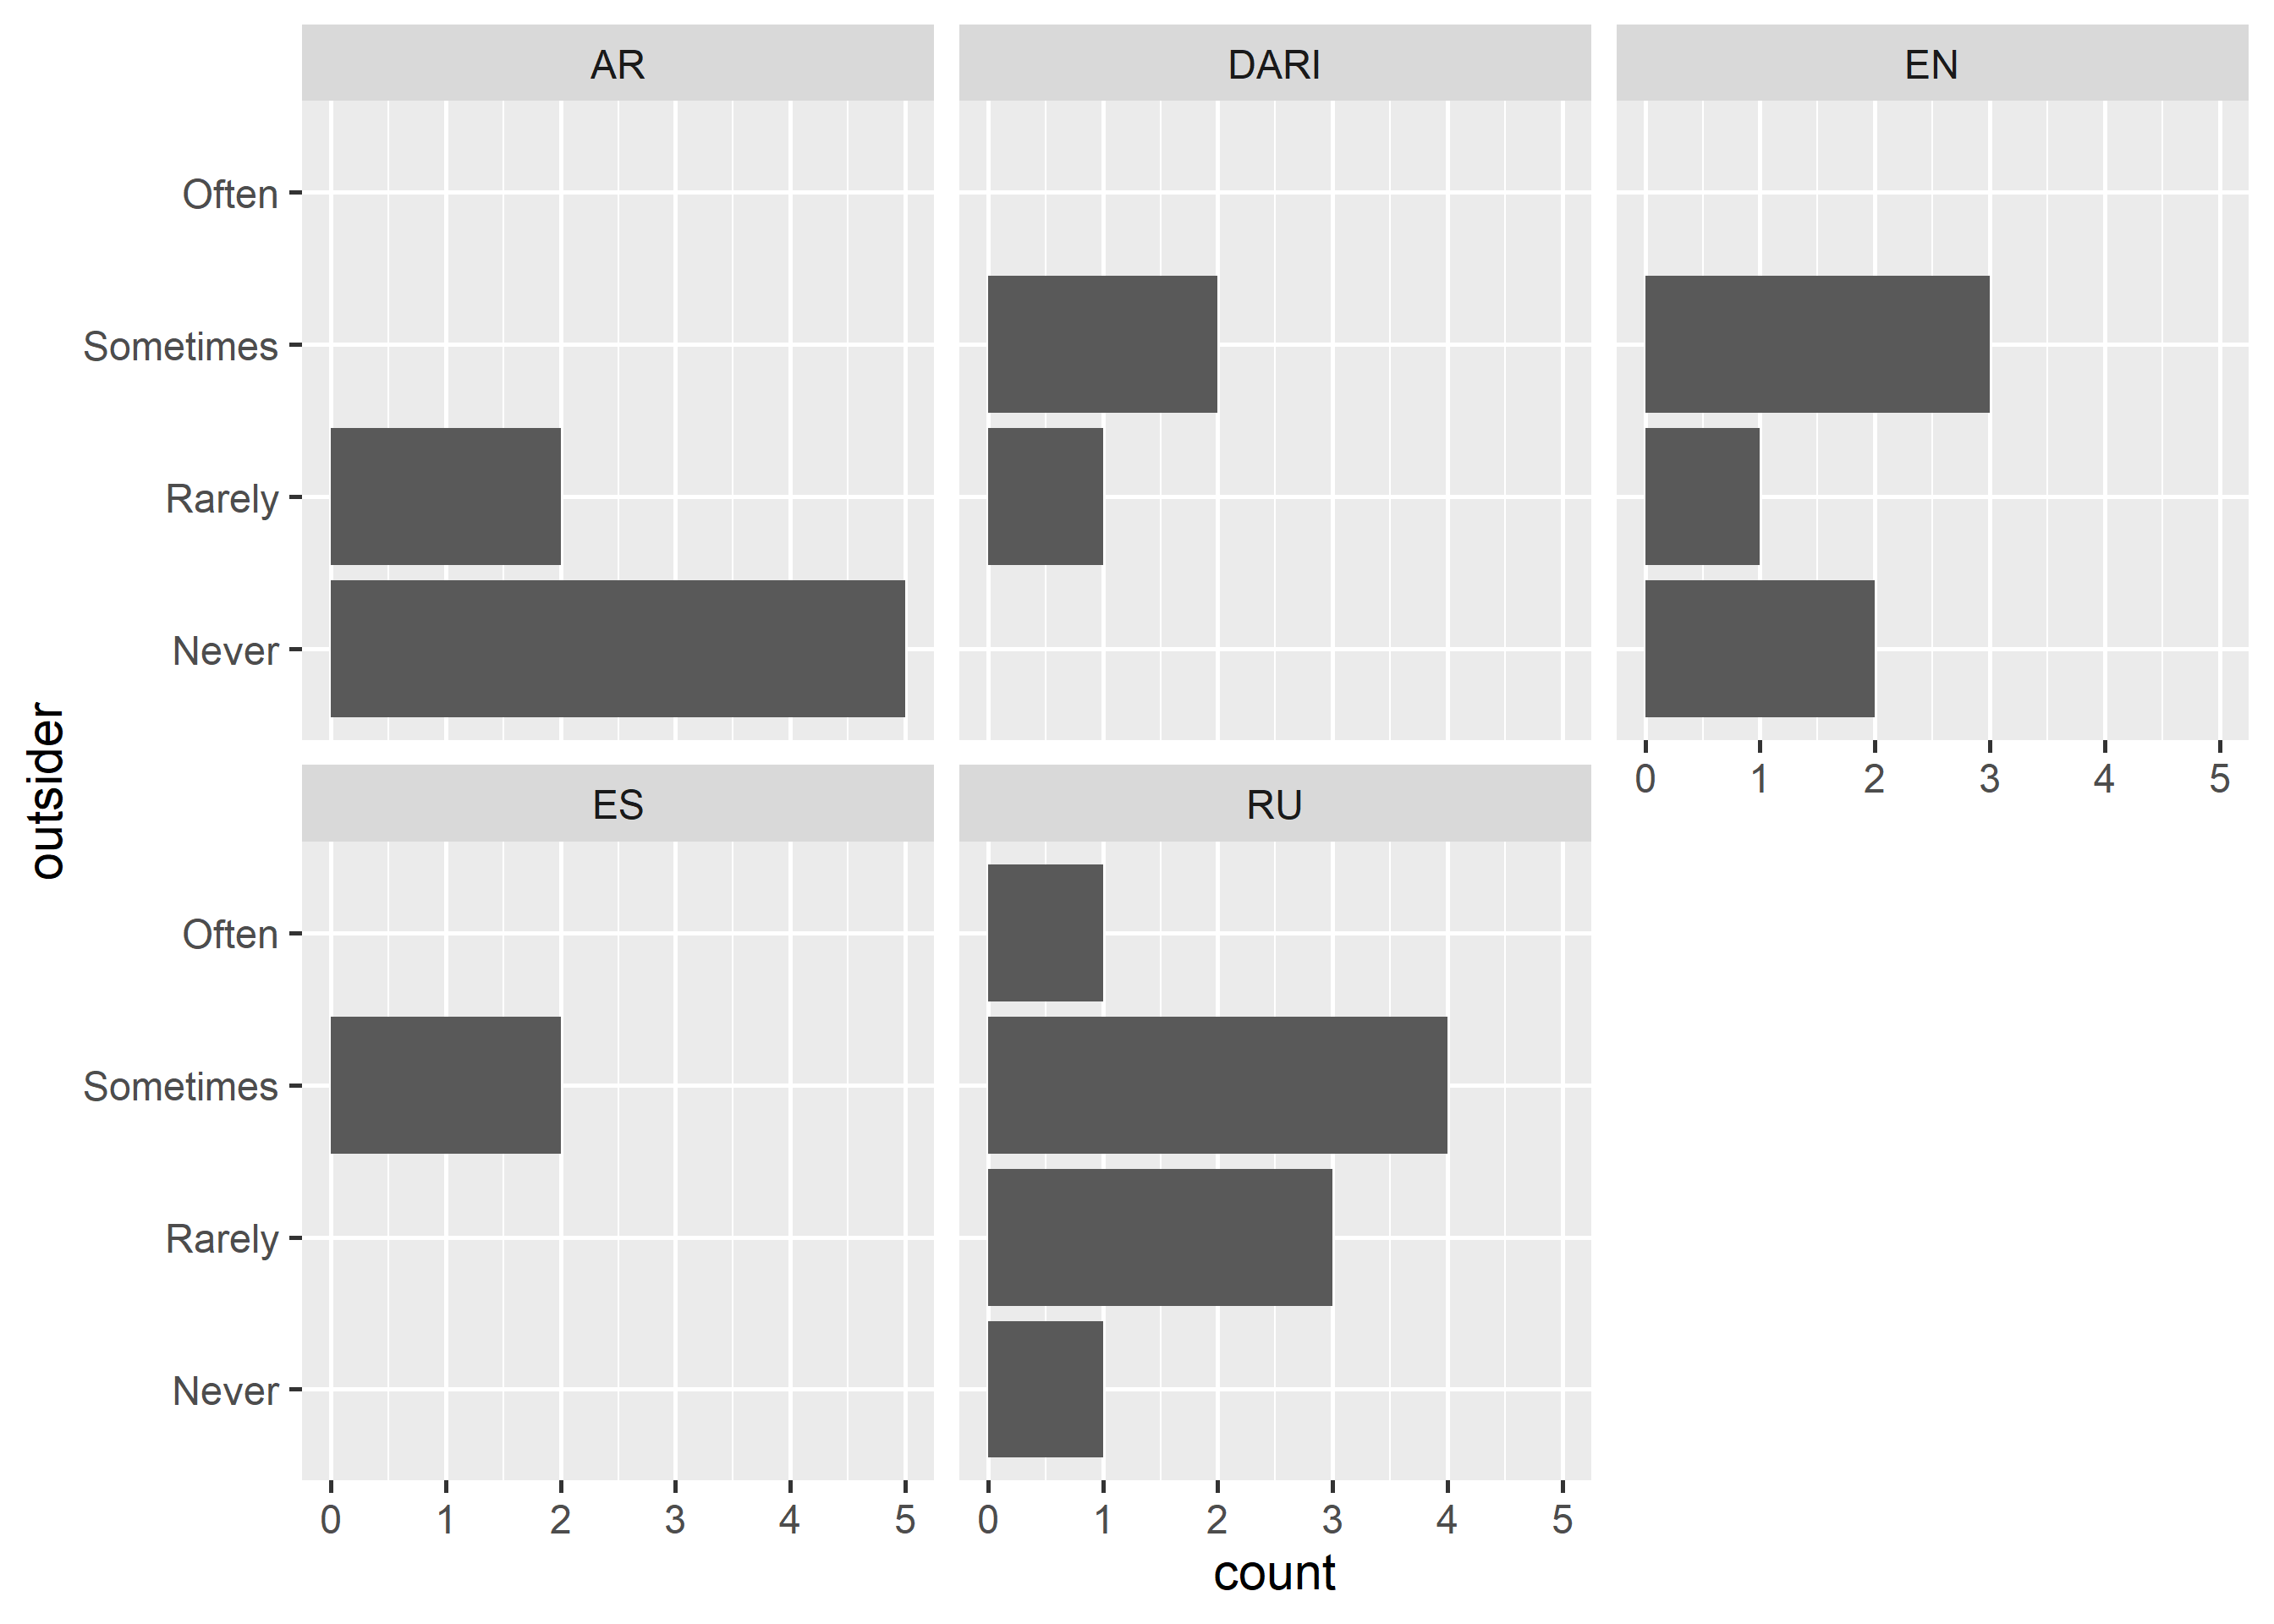 AR
DARI
EN
Often
Sometimes
Rarely
Never
0 1 2 3 4 5
outsider
ES
RU
Often
Sometimes
Rarely
Never
0 1 2 3 4 5
0 1 2 3 4 5
count